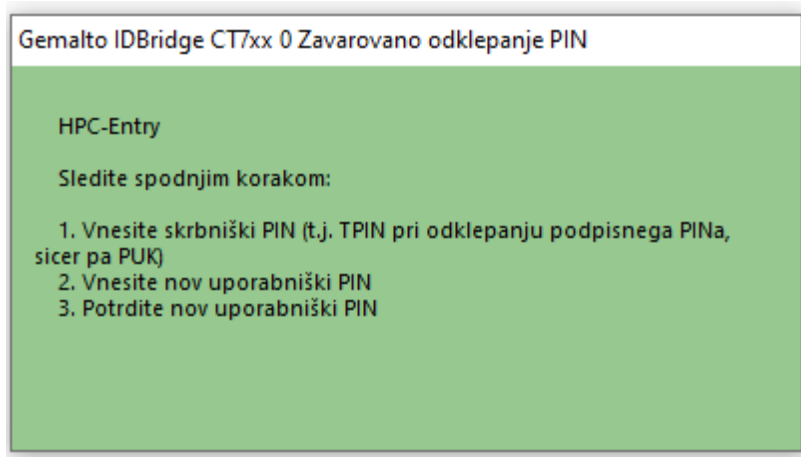 Gemalto IDBridge CT7xx 0 Zavarovano odklepanje PIN
HPC-Entry
Sledite spodnjim korakom:
1. Vnesite skrbniški PIN (t.j. TPIN pri odklepanju podpisnega PINa,
sicer pa PUK)
2. Vnesite nov uporabniški PIN
3. Potrdite nov uporabniški PIN